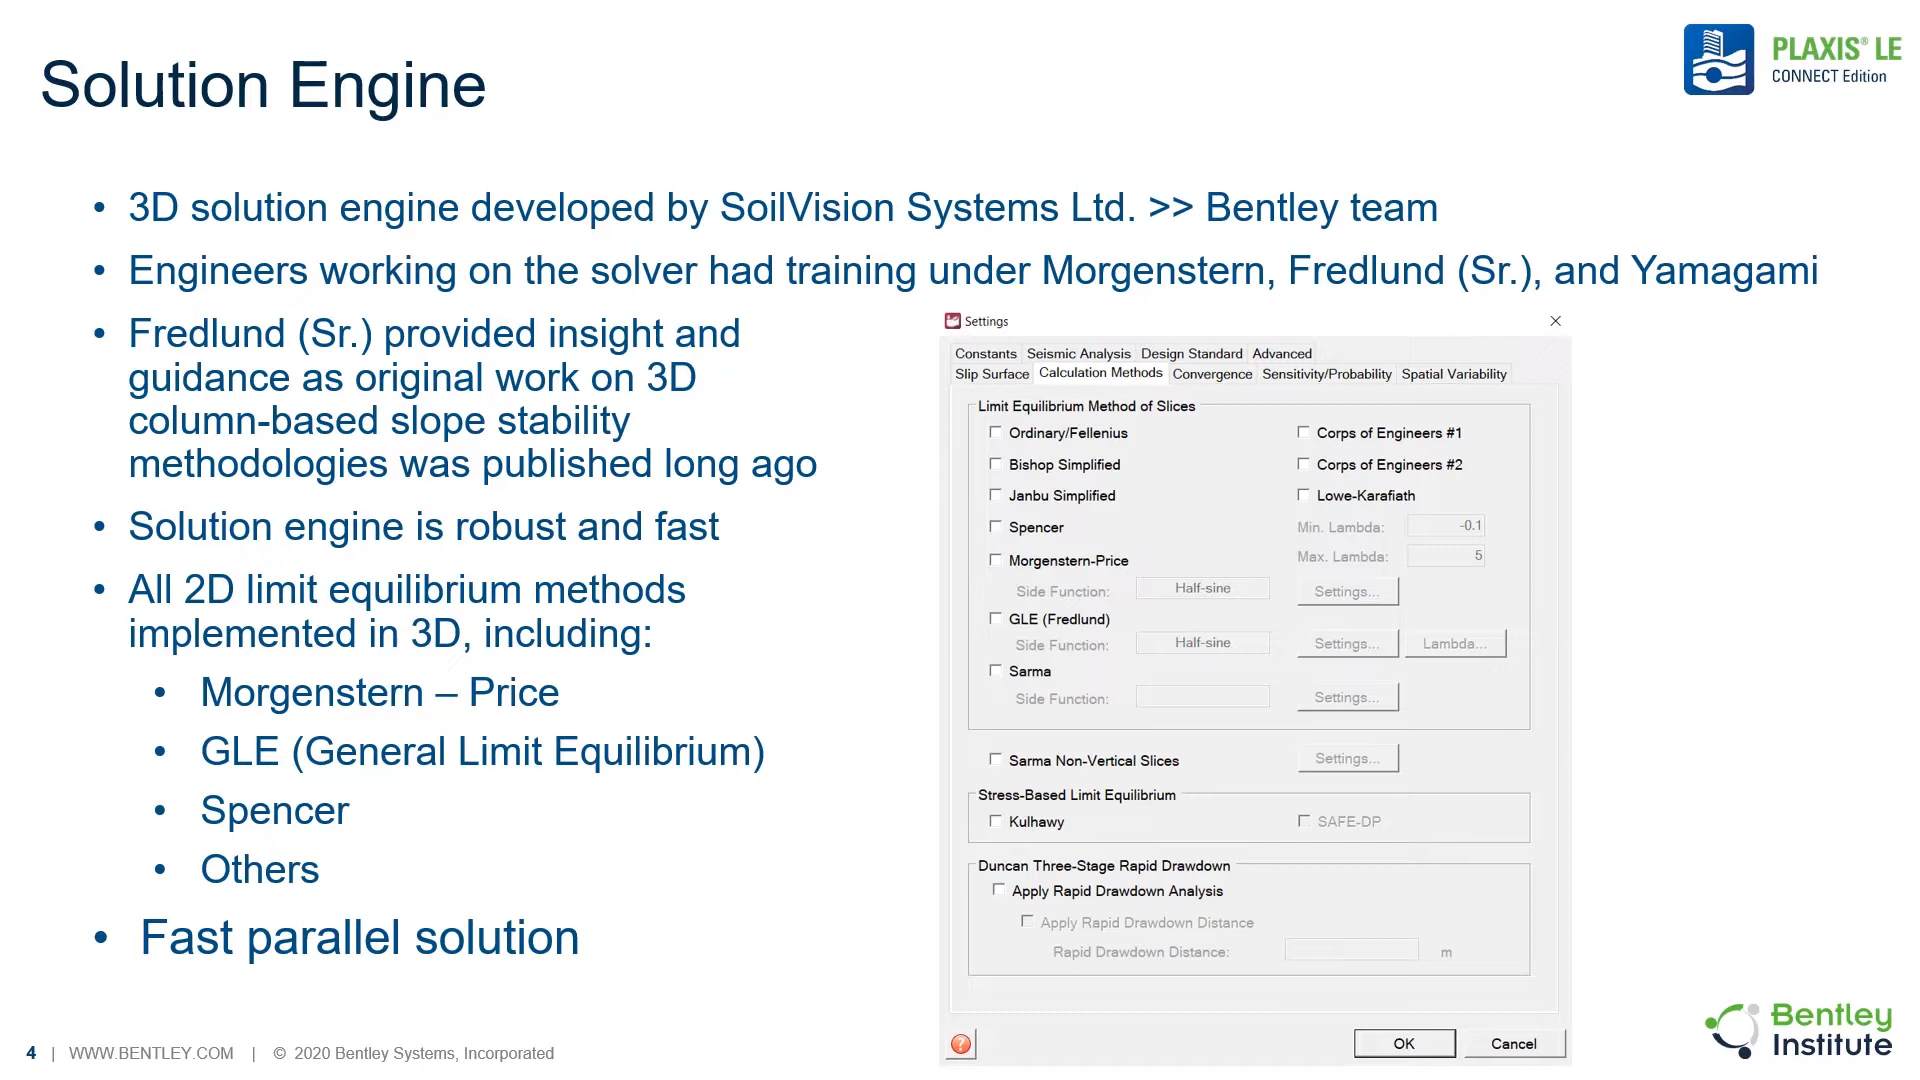 Solution Engine
PLAXIS® LE
CONNECT Edition
• 3D solution engine developed by SoilVision Systems Ltd. >> Bentley team
• Engineers working on the solver had training under Morgenstern, Fredlund (Sr.), and Yamagami
• Fredlund (Sr.) provided insight and
guidance as original work on 3D
column-based slope stability
methodologies was published long ago
• Solution engine is robust and fast
• All 2D limit equilibrium methods
implemented in 3D, including:
• Morgenstern – Price
• GLE (General Limit Equilibrium)
• Spencer
• Others
• Fast parallel solution
Settings
Constants Seismic Analysis Design Standard Advanced
Slip Surface Calculation Methods Convergence Sensitivity/Probability Spatial Variability
Limit Equilibrium Method of Slices
Ordinary/Fellenius Corps of Engineers #1
Bishop Simplified Corps of Engineers #2
Janbu Simplified Lowe-Karafiath
Spencer Min. Lambda: -0.1
Morgenstern-Price Max. Lambda: 5
Side Function: Half-sine Settings...
GLE (Fredlund)
Side Function: Half-sine Settings... Lambda...
Sarma
Side Function: Settings...
Sarma Non-Vertical Slices Settings...
Stress-Based Limit Equilibrium
Kulhawy SAFE-DP
Duncan Three-Stage Rapid Drawdown
Apply Rapid Drawdown Analysis
Apply Rapid Drawdown Distance
Rapid Drawdown Distance: m
? OK Cancel
4 | WWW.BENTLEY.COM | © 2020 Bentley Systems, Incorporated
Bentley
Institute